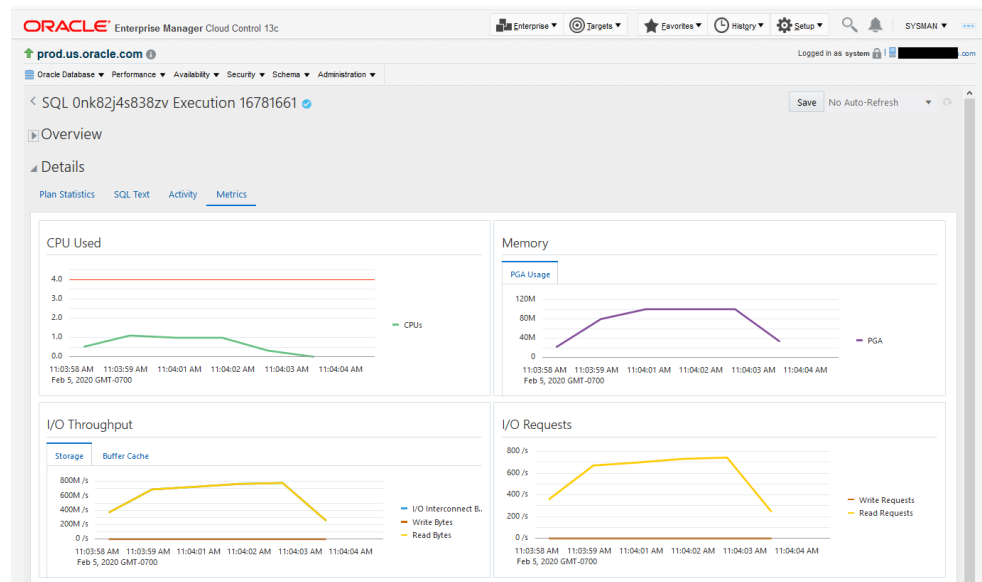 ORACLE Enterprise Manager Cloud Control 13c
Enterprise Targets Favorites History Setup SYSMAN
prod.us.oracle.com
Logged in as system .com
Oracle Database Performance Availability Security Schema Administration
SQL 0nk82j4s838zv Execution 16781661
Save No Auto-Refresh
Overview
Details
Plan Statistics SQL Text Activity Metrics
CPU Used
4.0
3.0
2.0
1.0
0.0
CPUs
11:03:58 AM 11:03:59 AM 11:04:01 AM 11:04:02 AM 11:04:03 AM 11:04:04 AM
Feb 5, 2020 GMT-0700
Memory
PGA Usage
120M
80M
40M
0
PGA
11:03:58 AM 11:03:59 AM 11:04:01 AM 11:04:02 AM 11:04:03 AM 11:04:04 AM
Feb 5, 2020 GMT-0700
I/O Throughput
Storage Buffer Cache
800M /s
600M /s
400M /s
200M /s
0 /s
I/O Interconnect B..
Write Bytes
Read Bytes
11:03:58 AM 11:03:59 AM 11:04:01 AM 11:04:02 AM 11:04:03 AM 11:04:04 AM
Feb 5, 2020 GMT-0700
I/O Requests
800 /s
600 /s
400 /s
200 /s
0 /s
Write Requests
Read Requests
11:03:58 AM 11:03:59 AM 11:04:01 AM 11:04:02 AM 11:04:03 AM 11:04:04 AM
Feb 5, 2020 GMT-0700